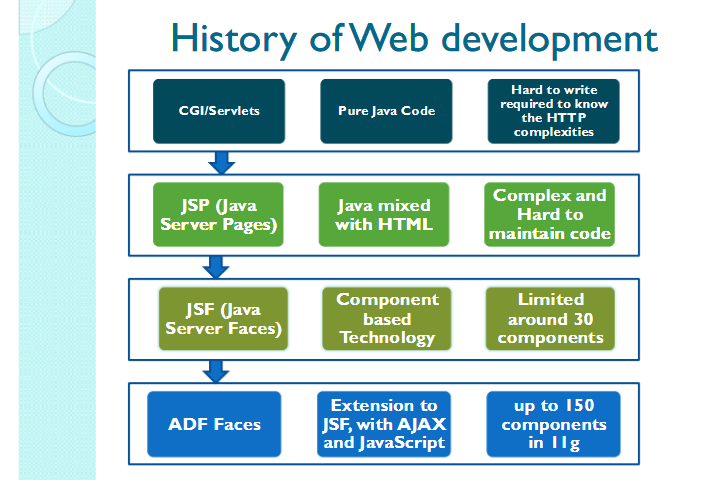 History of Web development
CGI/Servlets
Pure Java Code
Hard to write
required to know
the HTTP
complexities
JSP (Java
Server Pages)
Java mixed
with HTML
Complex and
Hard to
maintain code
JSF (Java
Server Faces)
Component
based
Technology
Limited
around 30
components
ADF Faces
Extension to
JSF, with AJAX
and JavaScript
up to 150
components
in 11g